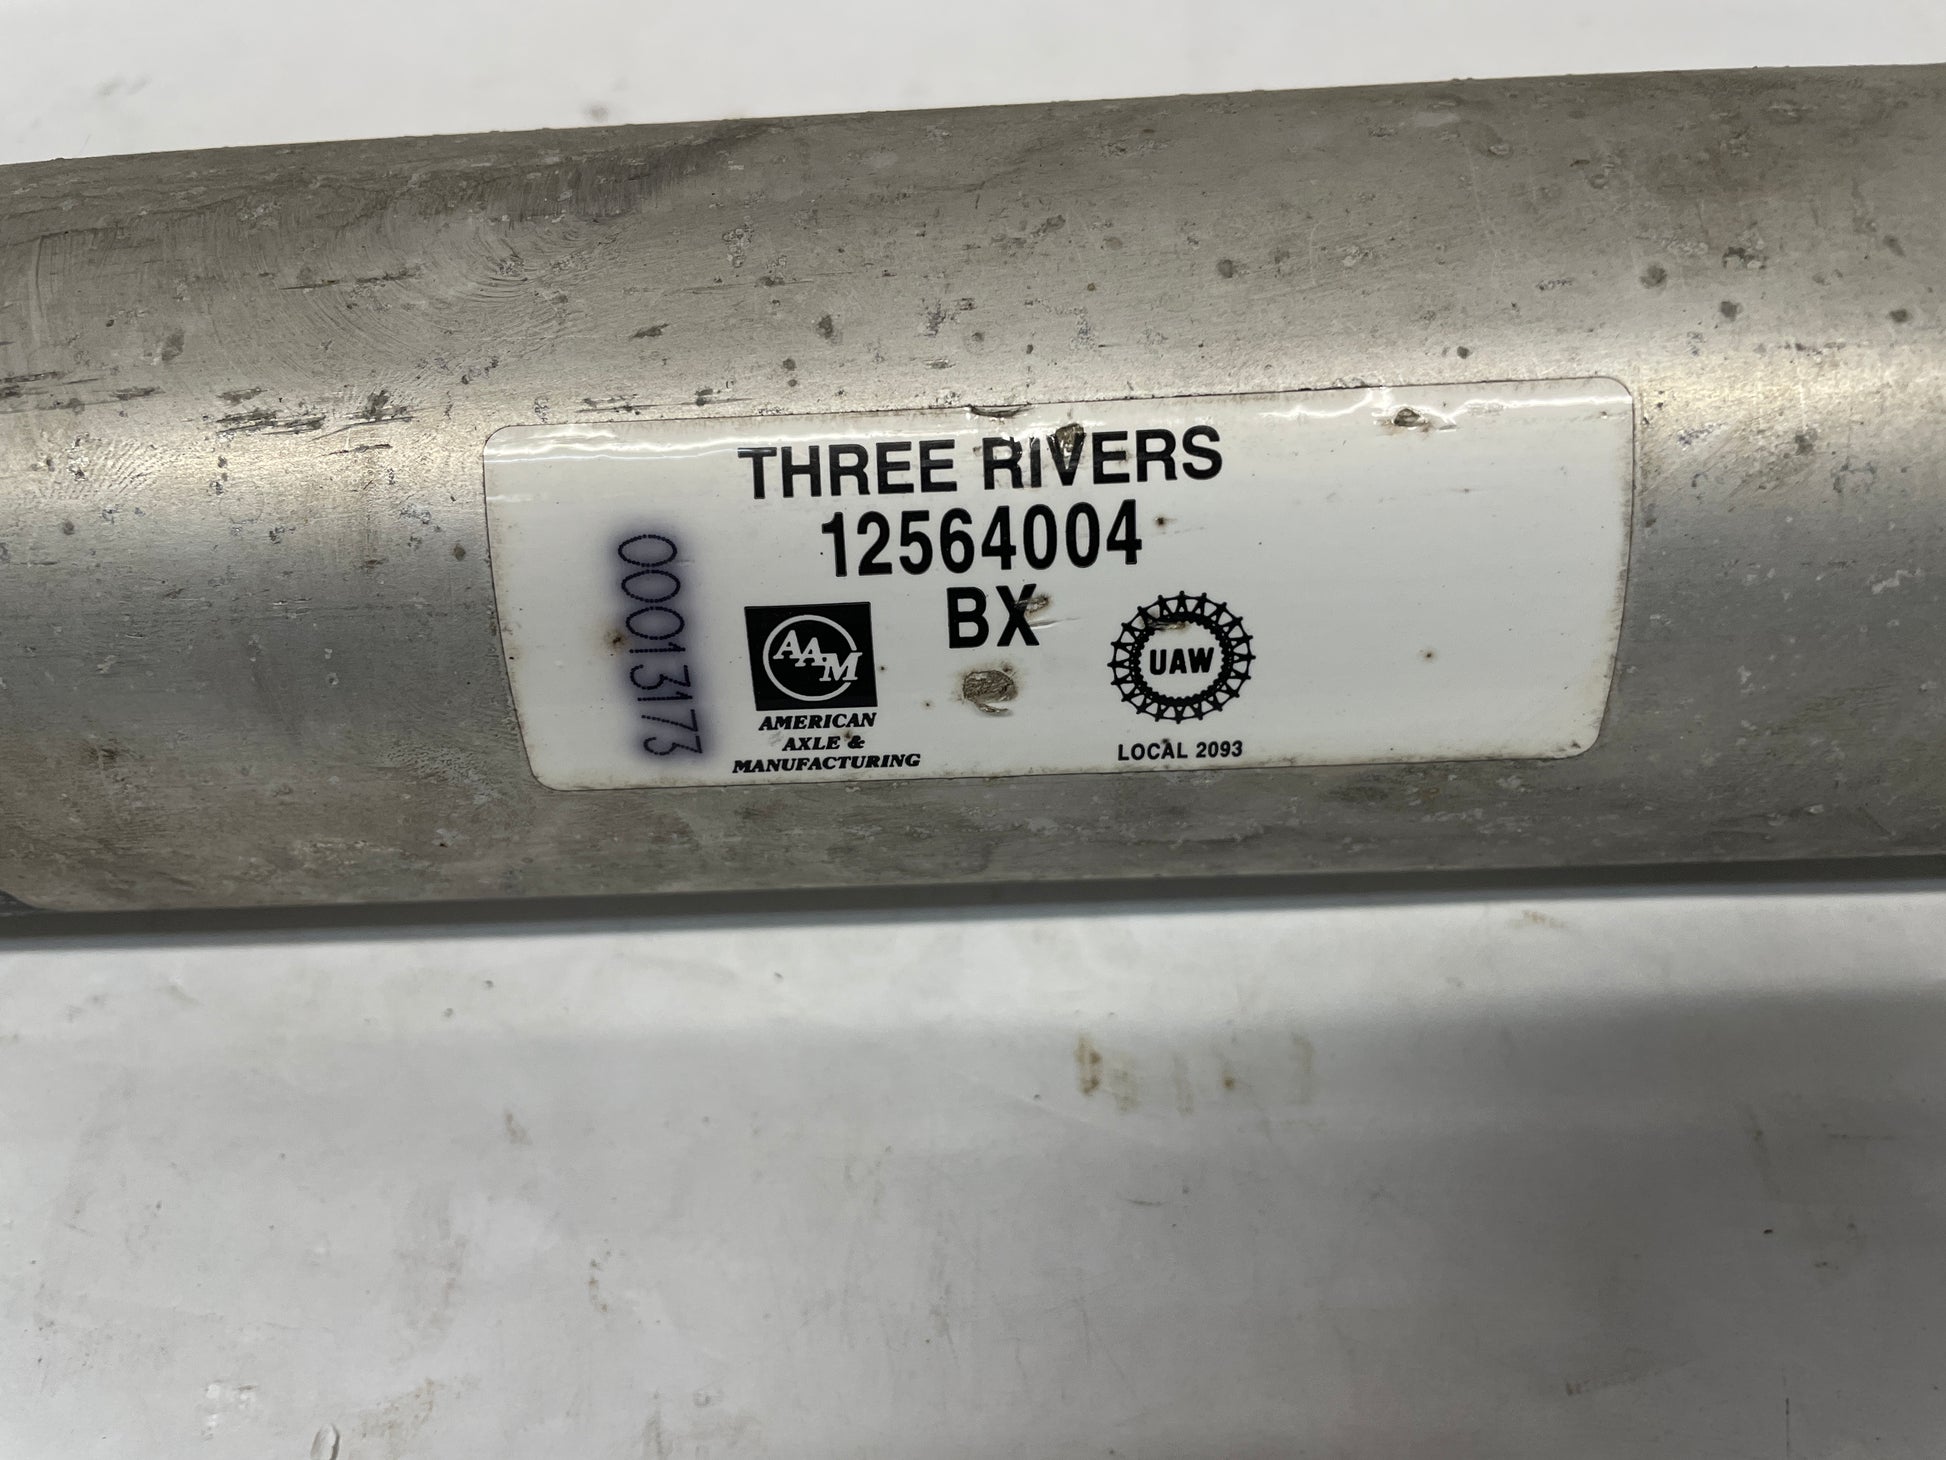 THREE RIVERS
12564004
BX
00013173
AAM
AMERICAN
AXLE &
MANUFACTURING
UAW
LOCAL 2093